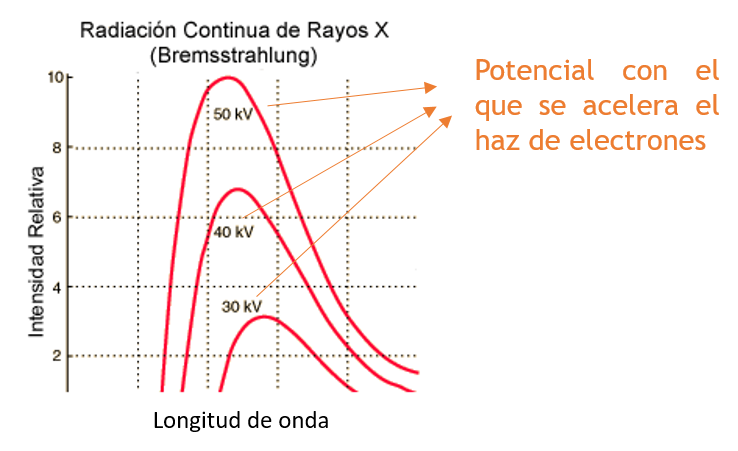 Radiación Continua de Rayos X
(Bremsstrahlung)
Potencial con el
que se acelera el
haz de electrones
Intensidad Relativa
10
8
6
4
2
50 kV
40 kV
30 kV
Longitud de onda